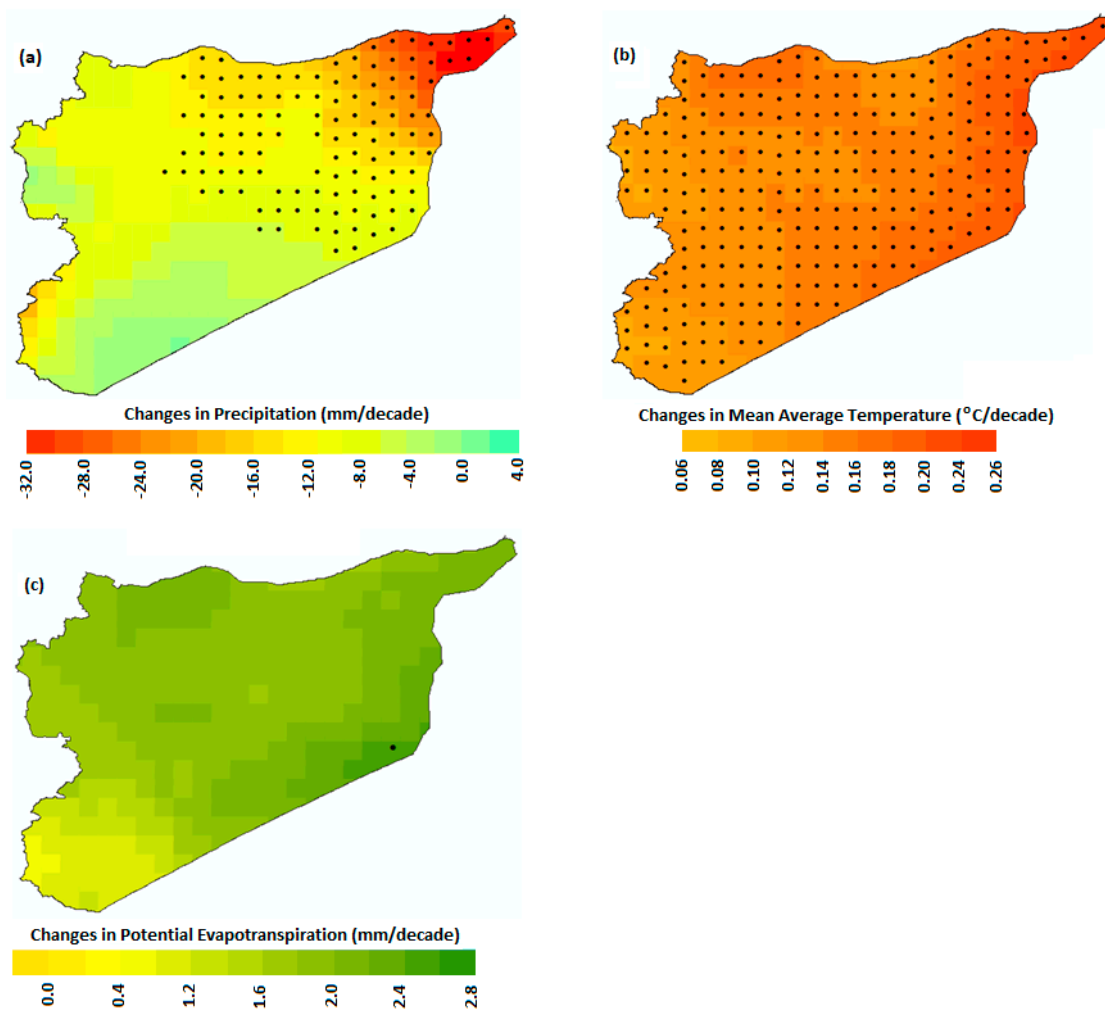 (a)
(b)
Changes in Precipitation (mm/decade)
-32.0 -28.0 -24.0 -20.0 -16.0 -12.0 -8.0 -4.0 0.0 4.0
Changes in Mean Average Temperature (°C/decade)
0.06 0.08 0.10 0.12 0.14 0.16 0.18 0.20 0.24 0.26
(c)
Changes in Potential Evapotranspiration (mm/decade)
0.0 0.4 1.2 1.6 2.0 2.4 2.8